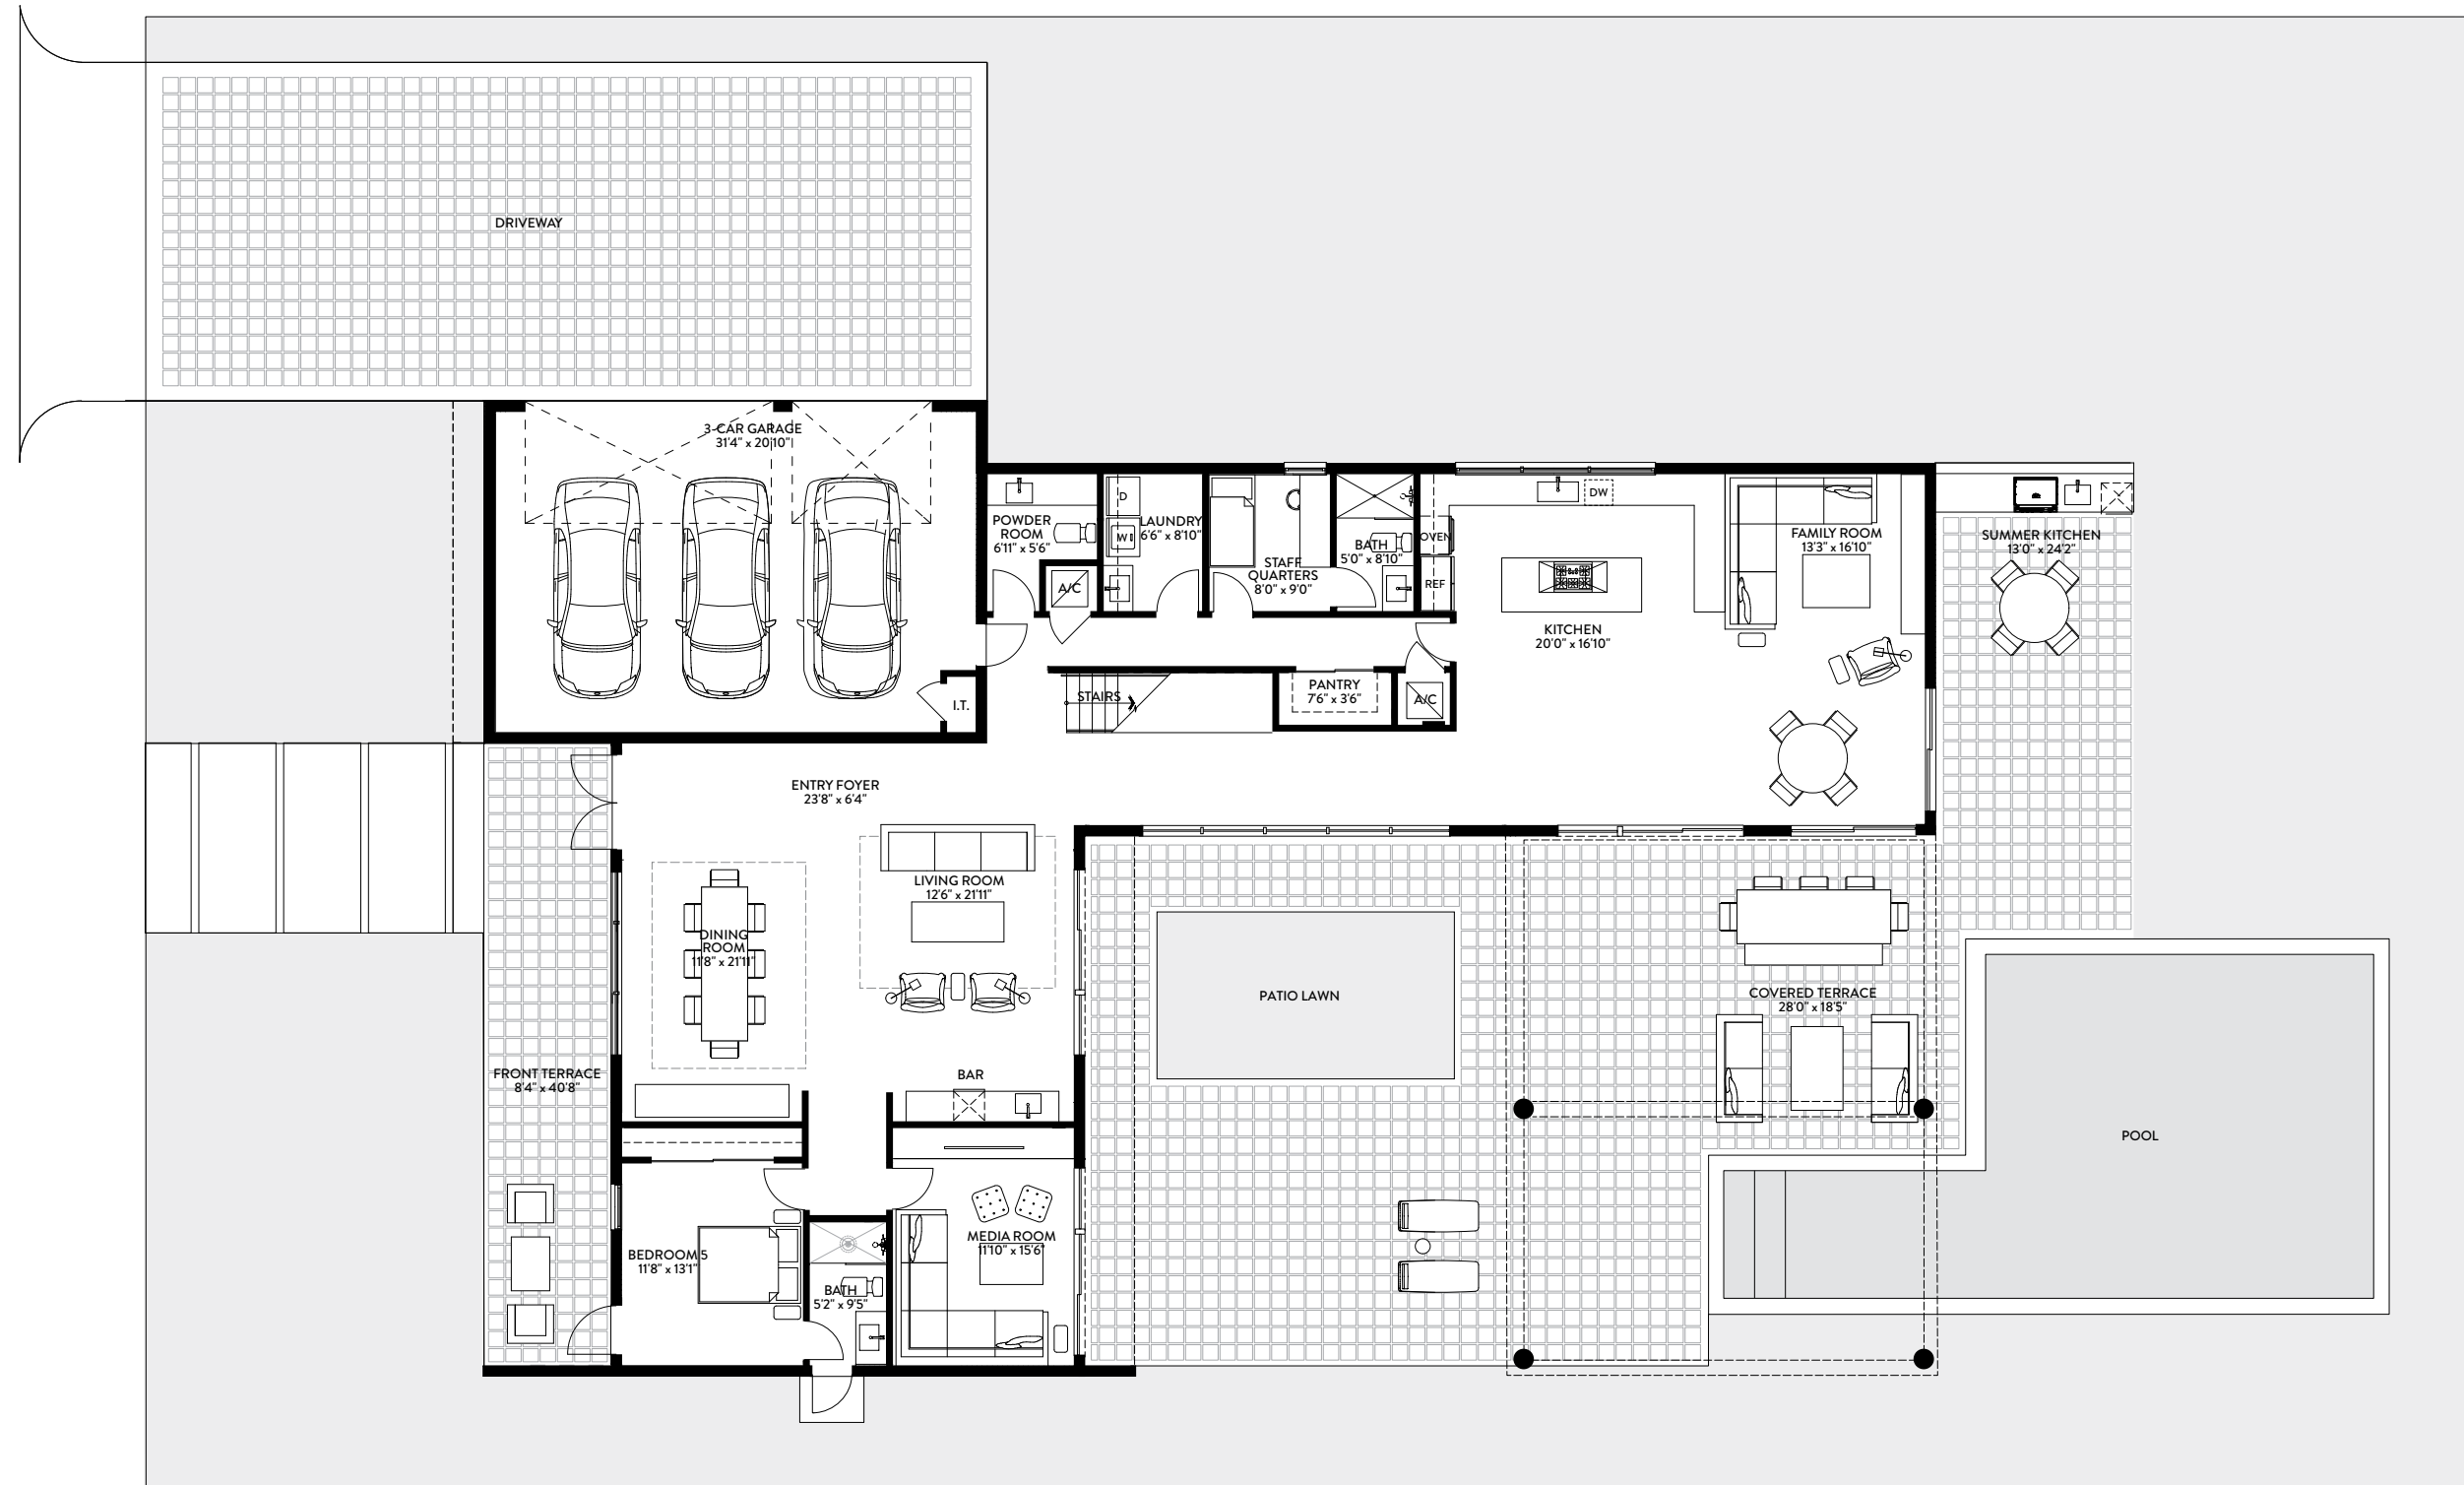 DRIVEWAY
3-CAR GARAGE
31'4" x 20'10"
POWDER
ROOM
6'11" x 5'6"
A/C
D
W
LAUNDRY
6'6" x 8'10"
STAFF
QUARTERS
8'0" x 9'0"
BATH
5'0" x 8'10"
OVEN
REF
DW
KITCHEN
20'0" x 16'10"
FAMILY ROOM
13'3" x 16'10"
SUMMER KITCHEN
13'0" x 24'2"
I.T.
STAIRS
PANTRY
7'6" x 3'6"
A/C
ENTRY FOYER
23'8" x 6'4"
LIVING ROOM
12'6" x 21'11"
DINING
ROOM
11'8" x 21'11"
PATIO LAWN
COVERED TERRACE
28'0" x 18'5"
FRONT TERRACE
8'4" x 40'8"
BAR
POOL
BEDROOM 5
11'8" x 13'1"
BATH
5'2" x 9'5"
MEDIA ROOM
11'10" x 15'6"